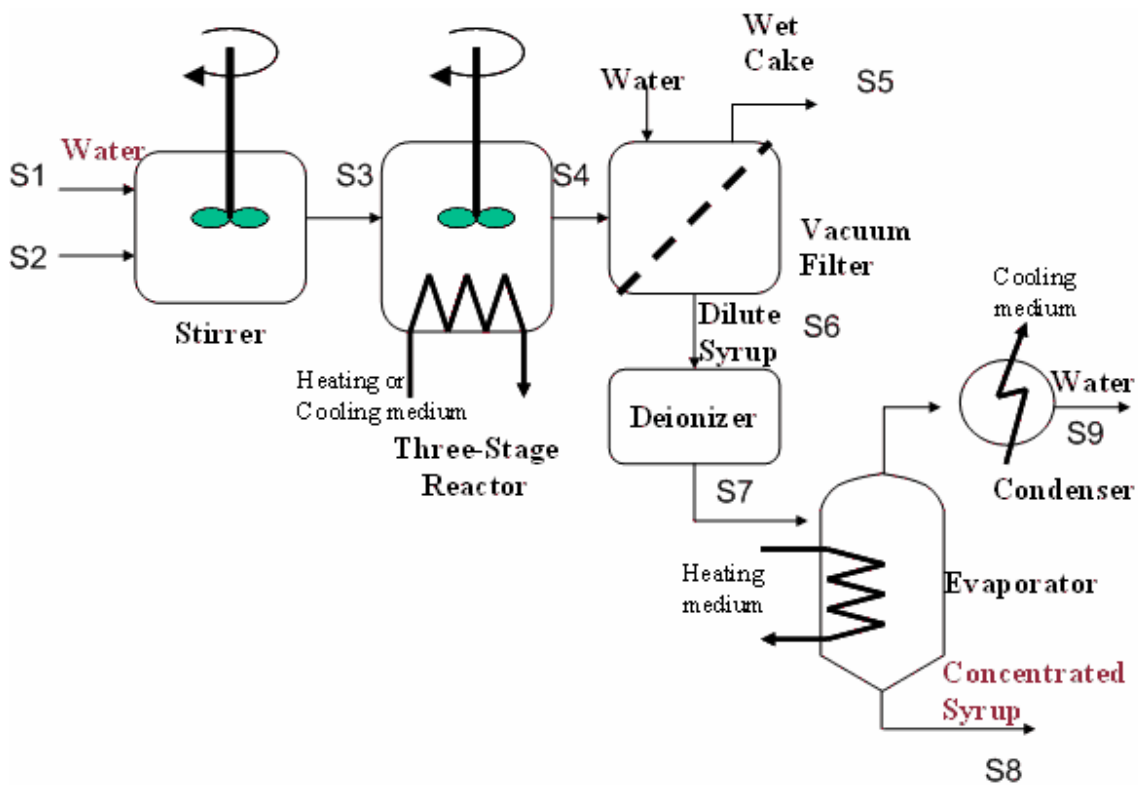 Wet
Cake
Water
S5
Water
S1
S3
S4
S2
Vacuum
Filter
Stirrer
Dilute
Syrup
S6
Cooling
medium
Heating or
Cooling medium
Three-Stage
Reactor
Deionizer
Water
S9
Condenser
S7
Heating
medium
Evaporator
Concentrated
Syrup
S8